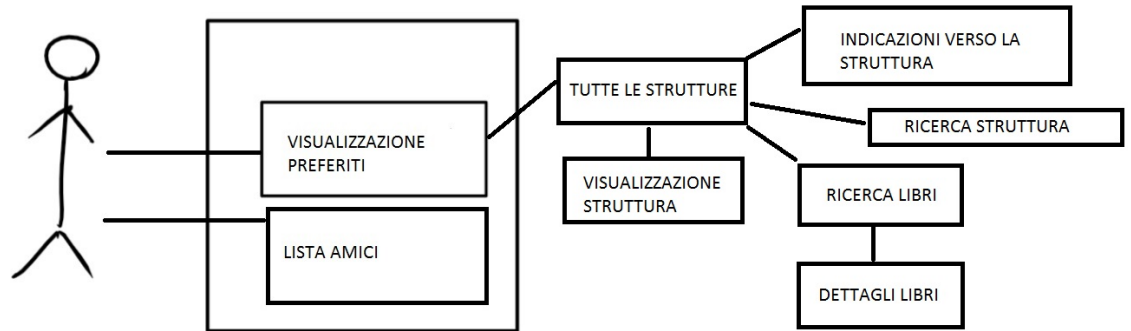 VISUALIZZAZIONE
PREFERITI
LISTA AMICI
TUTTE LE STRUTTURE
VISUALIZZAZIONE
STRUTTURA
INDICAZIONI VERSO LA
STRUTTURA
RICERCA STRUTTURA
RICERCA LIBRI
DETTAGLI LIBRI